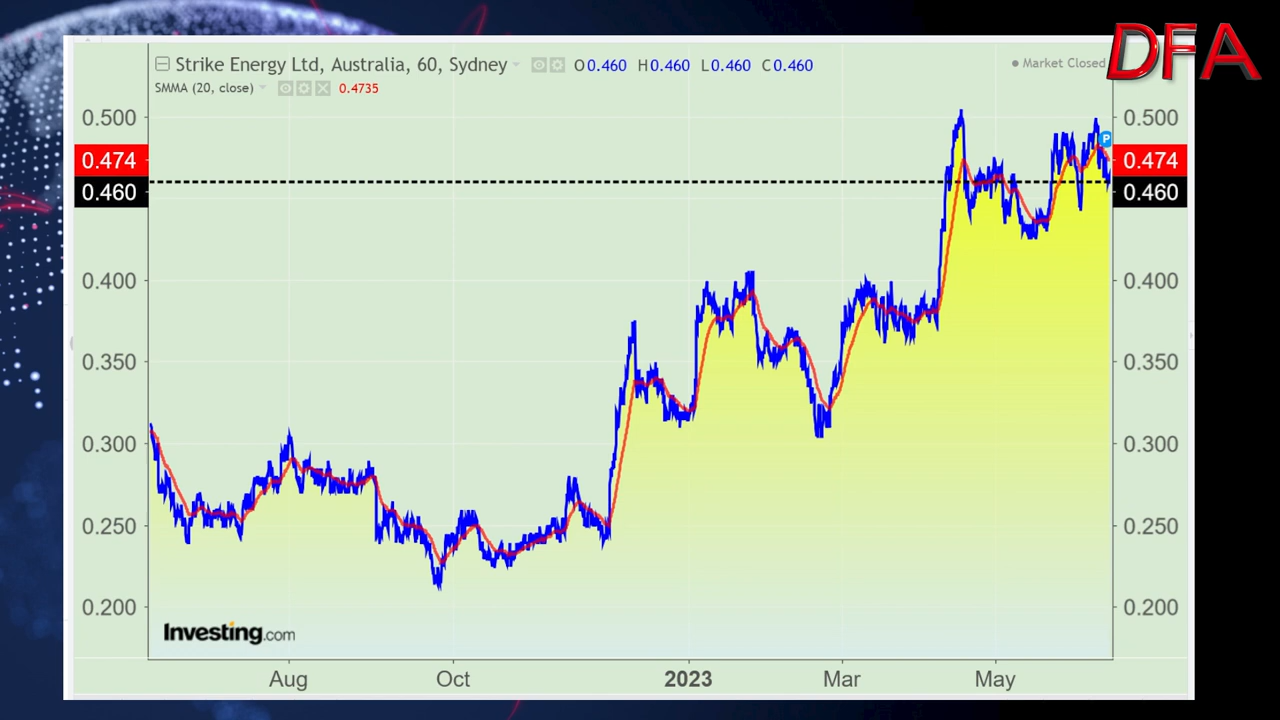 DFA
Strike Energy Ltd, Australia, 60, Sydney O0.460 H0.460 L0.460 C0.460
Market Closed
SMMA (20, close) 0.4735
0.500 0.500
0.474 0.474
0.460 0.460
P
0.400 0.400
0.350 0.350
0.300 0.300
0.250 0.250
0.200 0.200
Investing.com
Aug Oct 2023 Mar May